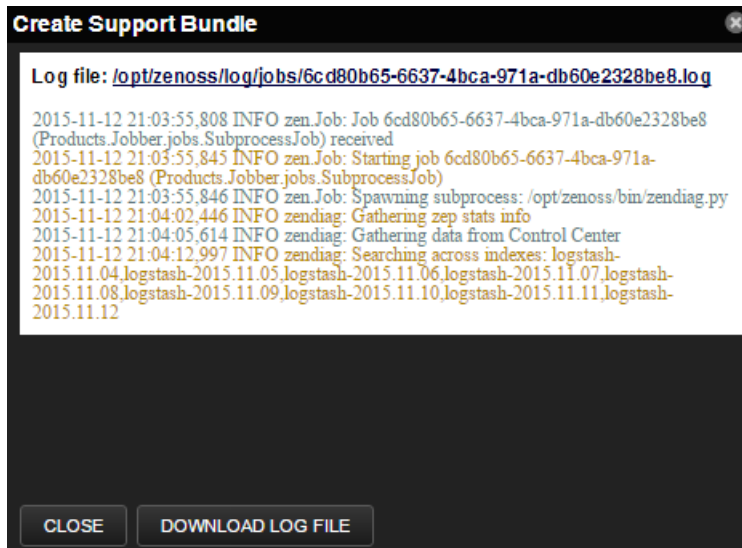 Create Support Bundle
Log file: /opt/zenoss/log/jobs/6cd80b65-6637-4bca-971a-db60e2328be8.log
2015-11-12 21:03:55,808 INFO zen.Job: Job 6cd80b65-6637-4bca-971a-db60e2328be8
(Products.Jobber.jobs.SubprocessJob) received
2015-11-12 21:03:55,845 INFO zen.Job: Starting job 6cd80b65-6637-4bca-971a-
db60e2328be8 (Products.Jobber.jobs.SubprocessJob)
2015-11-12 21:03:55,846 INFO zen.Job: Spawning subprocess: /opt/zenoss/bin/zendiag.py
2015-11-12 21:04:02,446 INFO zendiag: Gathering zep stats info
2015-11-12 21:04:05,614 INFO zendiag: Gathering data from Control Center
2015-11-12 21:04:12,997 INFO zendiag: Searching across indexes: logstash-
2015.11.04,logstash-2015.11.05,logstash-2015.11.06,logstash-2015.11.07,logstash-
2015.11.08,logstash-2015.11.09,logstash-2015.11.10,logstash-2015.11.11,logstash-
2015.11.12
CLOSE
DOWNLOAD LOG FILE